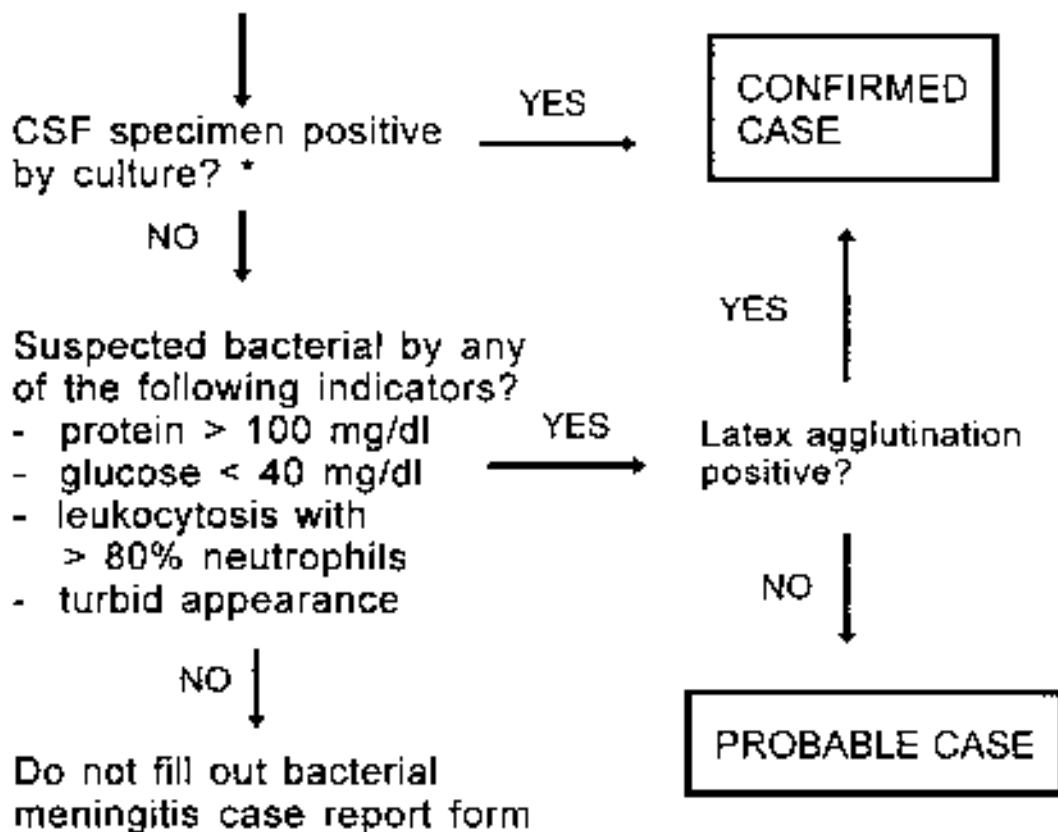 CSF specimen positive
by culture? *
YES
CONFIRMED
CASE
NO
YES
Suspected bacterial by any
of the following indicators?
- protein > 100 mg/dl
- glucose < 40 mg/dl
- leukocytosis with
> 80% neutrophils
- turbid appearance
YES
Latex agglutination
positive?
NO
NO
PROBABLE CASE
Do not fill out bacterial
meningitis case report form